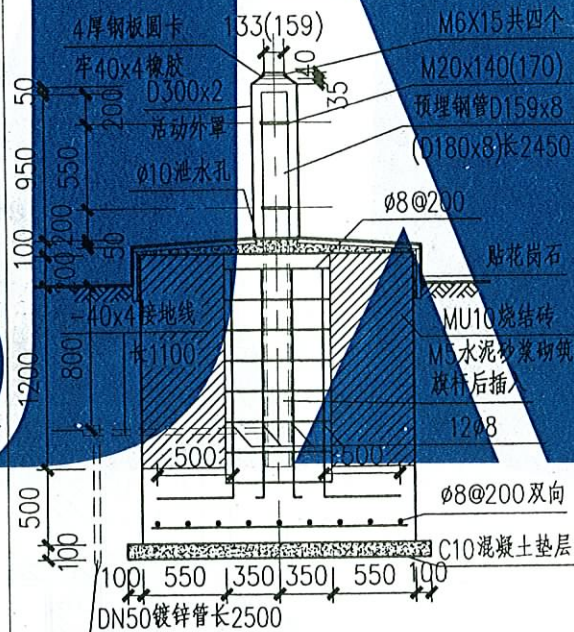 4厚钢板圆卡
133(159)
M6X15共四个
牢40x4橡胶
40
M20x140(170)
50
D300x2
35
200
活动外罩
预埋钢管D159x8
950
550
(D180x8)长2450
ø10泄水孔
ø8@200
200
100
50
贴花岗石
100
-40x4接地线
MU10烧结砖
长1100
M5水泥砂浆砌筑
800
1200
旗杆后插入
12ø8
500
500
500
ø8@200双向
100
C10混凝土垫层
100
550
350
350
550
100
DN50镀锌管长2500